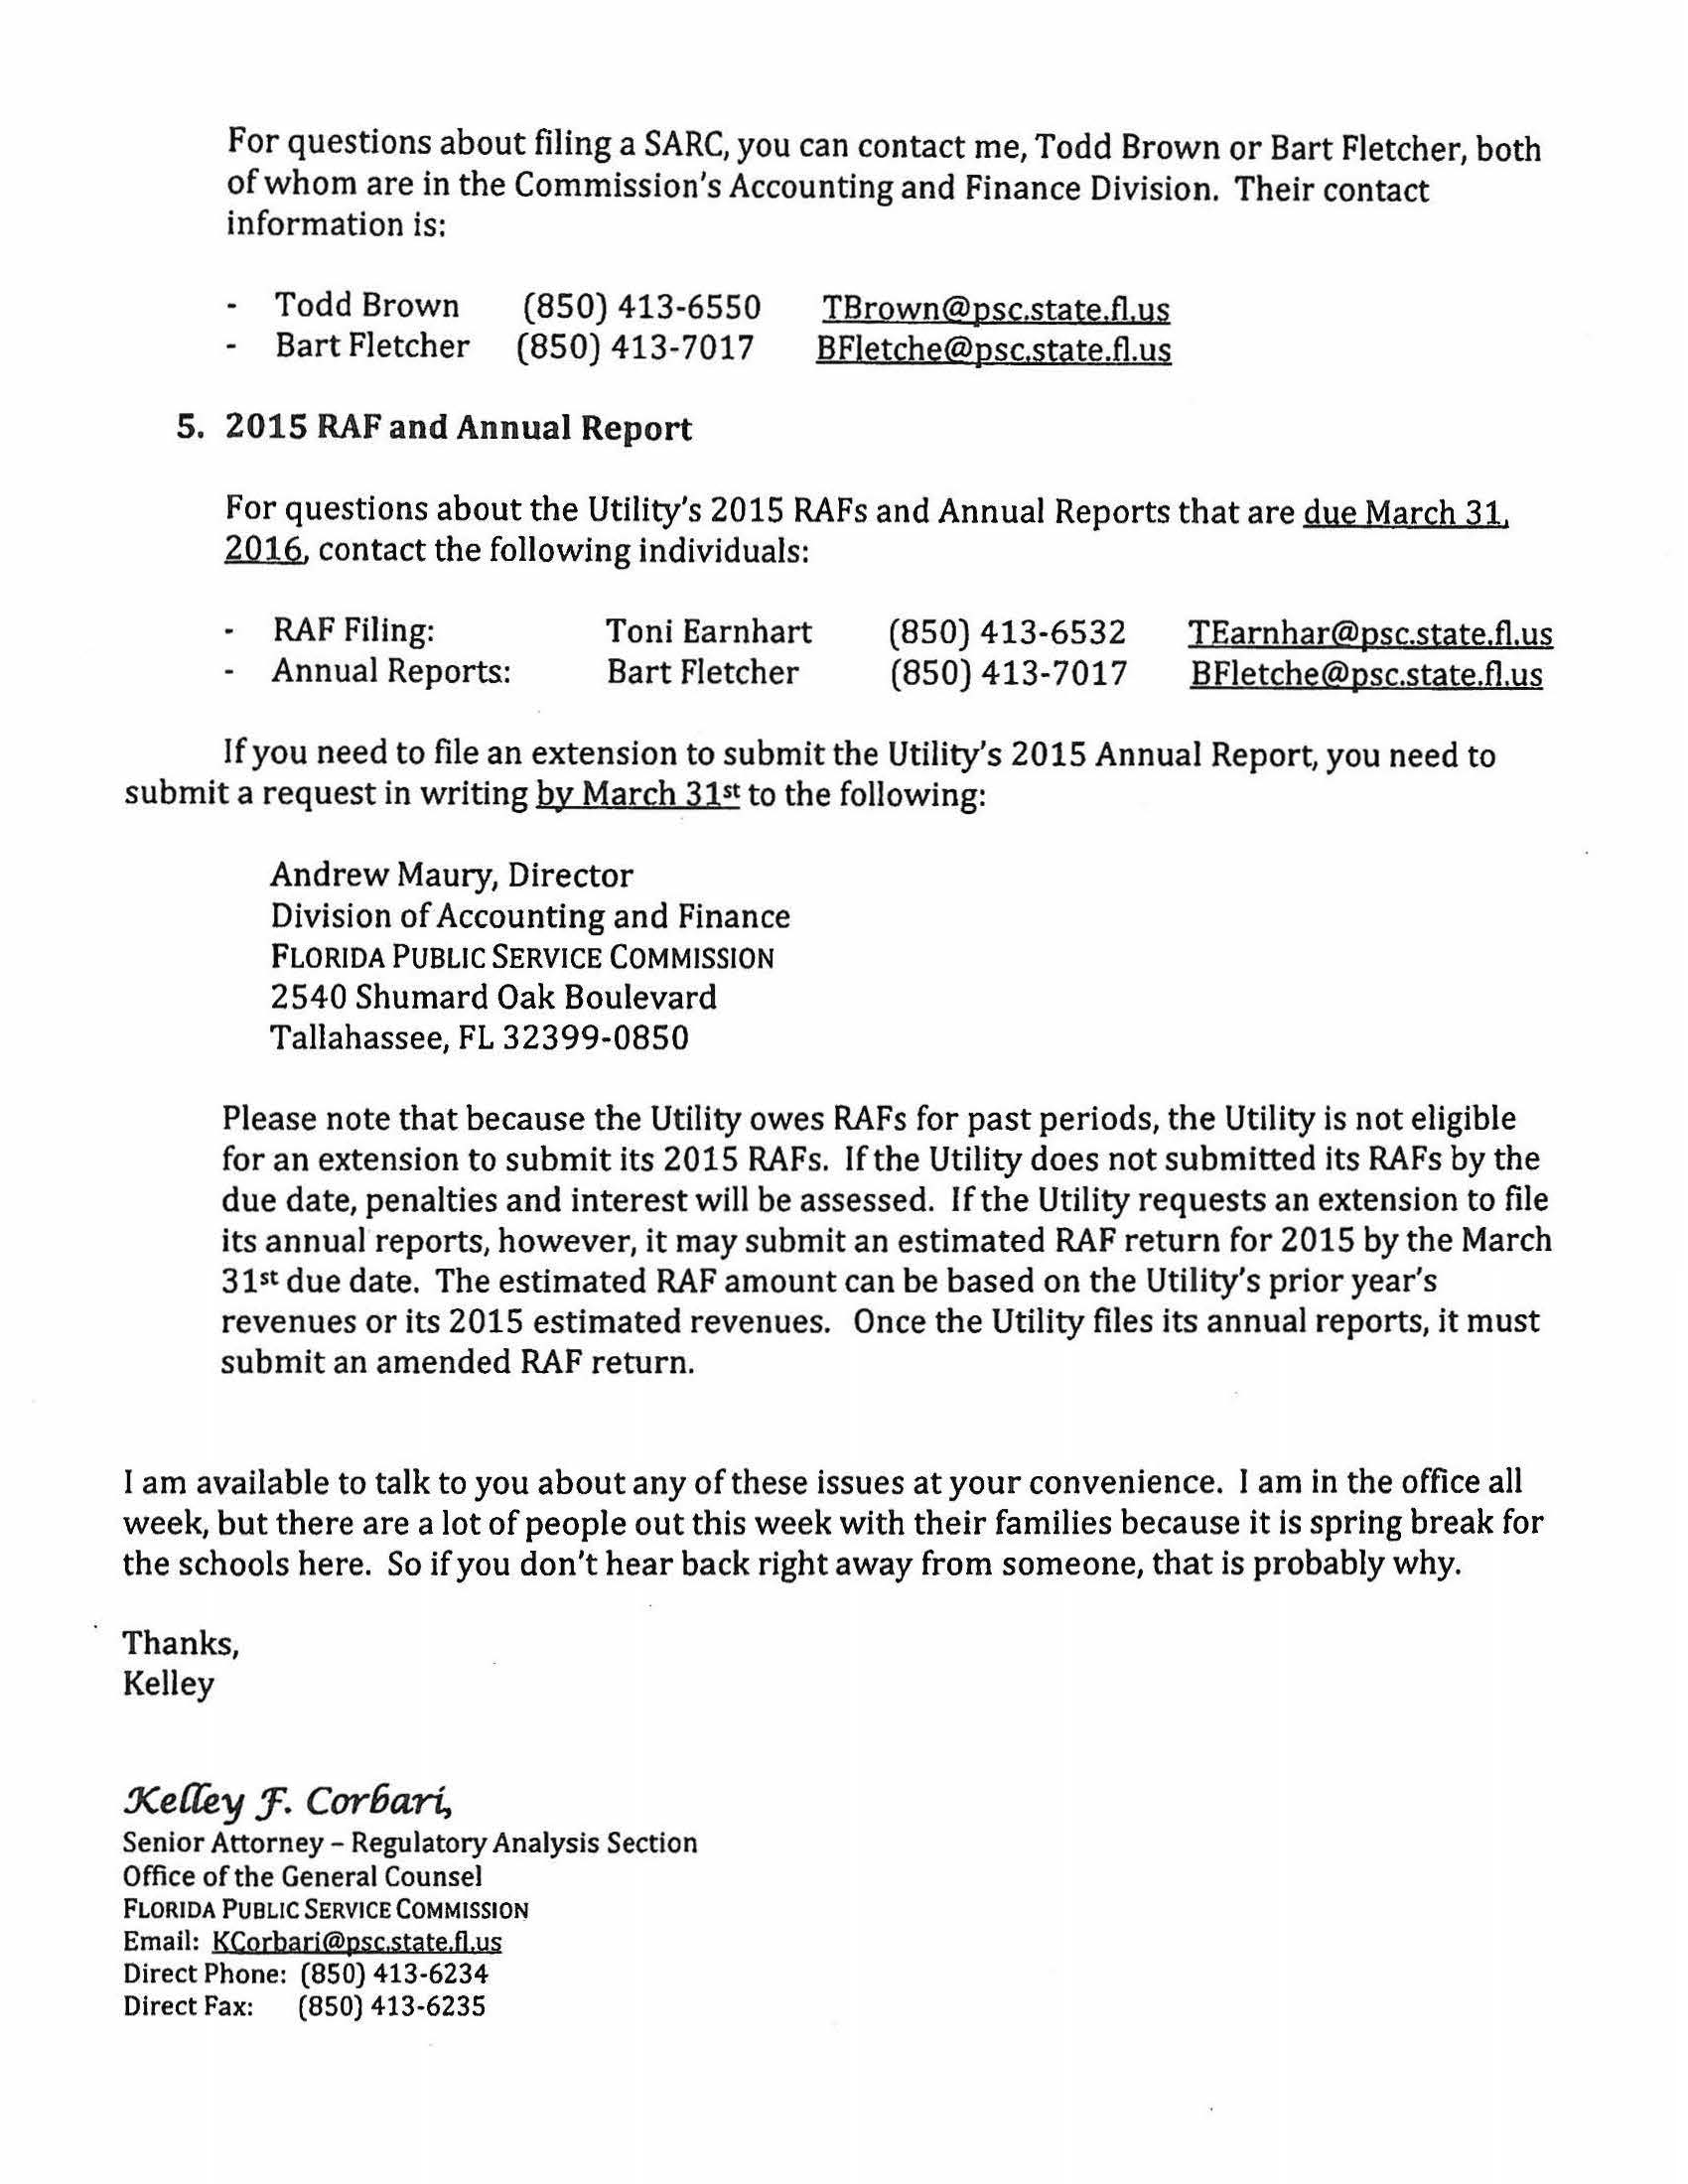 For questions about filing a SARC, you can contact me, Todd Brown or Bart Fletcher, both
of whom are in the Commission's Accounting and Finance Division. Their contact
information is:
- Todd Brown (850) 413-6550 TBrown@psc.state.fl.us
- Bart Fletcher (850) 413-7017 BFletche@psc.state.fl.us
5. 2015 RAF and Annual Report
For questions about the Utility's 2015 RAFs and Annual Reports that are due March 31,
2016, contact the following individuals:
- RAF Filing: Toni Earnhart (850) 413-6532 TEarnhar@psc.state.fl.us
- Annual Reports: Bart Fletcher (850) 413-7017 BFletche@psc.state.fl.us
If you need to file an extension to submit the Utility's 2015 Annual Report, you need to
submit a request in writing by March 31st to the following:
Andrew Maury, Director
Division of Accounting and Finance
FLORIDA PUBLIC SERVICE COMMISSION
2540 Shumard Oak Boulevard
Tallahassee, FL 32399-0850
Please note that because the Utility owes RAFs for past periods, the Utility is not eligible
for an extension to submit its 2015 RAFs. If the Utility does not submitted its RAFs by the
due date, penalties and interest will be assessed. If the Utility requests an extension to file
its annual reports, however, it may submit an estimated RAF return for 2015 by the March
31st due date. The estimated RAF amount can be based on the Utility's prior year's
revenues or its 2015 estimated revenues. Once the Utility files its annual reports, it must
submit an amended RAF return.
I am available to talk to you about any of these issues at your convenience. I am in the office all
week, but there are a lot of people out this week with their families because it is spring break for
the schools here. So if you don't hear back right away from someone, that is probably why.
Thanks,
Kelley
Kelley F. Corbari,
Senior Attorney – Regulatory Analysis Section
Office of the General Counsel
FLORIDA PUBLIC SERVICE COMMISSION
Email: KCorbari@psc.state.fl.us
Direct Phone: (850) 413-6234
Direct Fax: (850) 413-6235